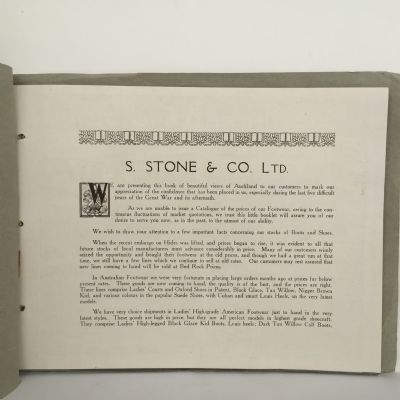 S. STONE & CO. LTD.
WE are presenting this book of beautiful views of Auckland to our customers to mark our
appreciation of the confidence that has been placed in us, especially during the last five difficult
years of the Great War and its aftermath.
As we are unable to issue a Catalogue of the prices of our Footwear, owing to the con-
tinuous fluctuations of market quotations, we trust this little booklet will assure you of our
desire to serve you now, as in the past, to the utmost of our ability.
We wish to draw your attention to a few important facts concerning our stocks of Boots and Shoes.
When the recent embargo on Hides was lifted, and prices began to rise, it was evident to all that
future stocks of local manufacturers must advance considerably in price. Many of our customers wisely
seized the opportunity and bought their footwear at the old prices, and though we had a great run at that
time, we still have a few lines of which we continue to sell at old rates. Our customers may rest assured that
new lines coming to hand will be sold at Bed Rock Prices.
In Australian Footwear we were very fortunate in placing large orders months ago at prices far below
present rates. These goods are now coming to hand, the quality is of the best, and the prices are right.
These lines comprise Ladies' Courts and Oxford Shoes in Patent, Black Glace, Tan Willow, Nigger Brown
Kid, and various colours in the popular Suede Shoes, with Cuban and smart Louis Heels, on the very latest
models.
We have very choice shipments in Ladies' High-grade American Footwear just to hand in the very
latest styles. These goods are high in price, but they are all perfect models in highest grade shoecraft.
They comprise Ladies' High-legged Black Glaze Kid Boots, Louis heels; Dark Tan Willow Calf Boots,